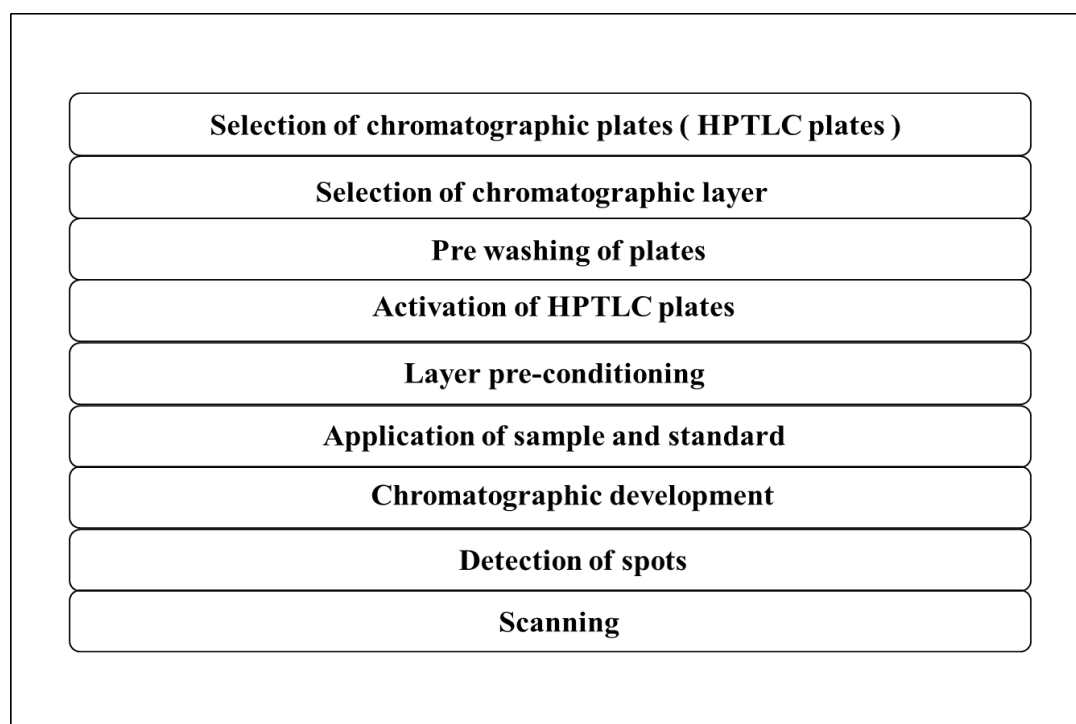 Selection of chromatographic plates ( HPTLC plates )
Selection of chromatographic layer
Pre washing of plates
Activation of HPTLC plates
Layer pre-conditioning
Application of sample and standard
Chromatographic development
Detection of spots
Scanning